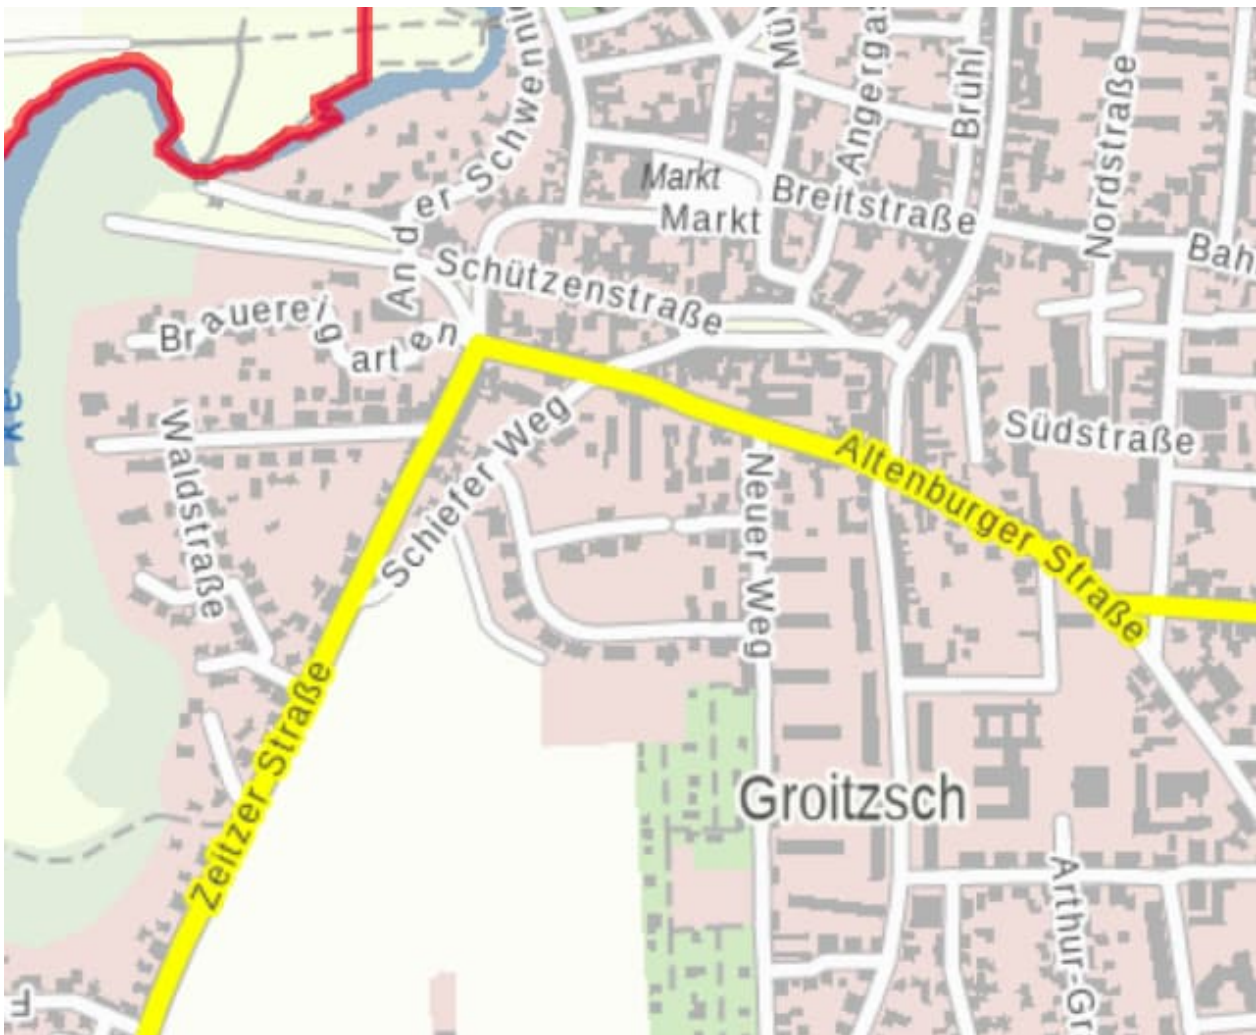 An der Schwenni
Mü
Angerga
Brühl
Nordstraße
Markt
Markt
Breitstraße
Bah
Schützenstraße
Brauereigarten
Waldstraße
Schiefer Weg
Südstraße
Altenburger Straße
Neuer Weg
Zeitzer Straße
Groitzsch
Arthur-Gr